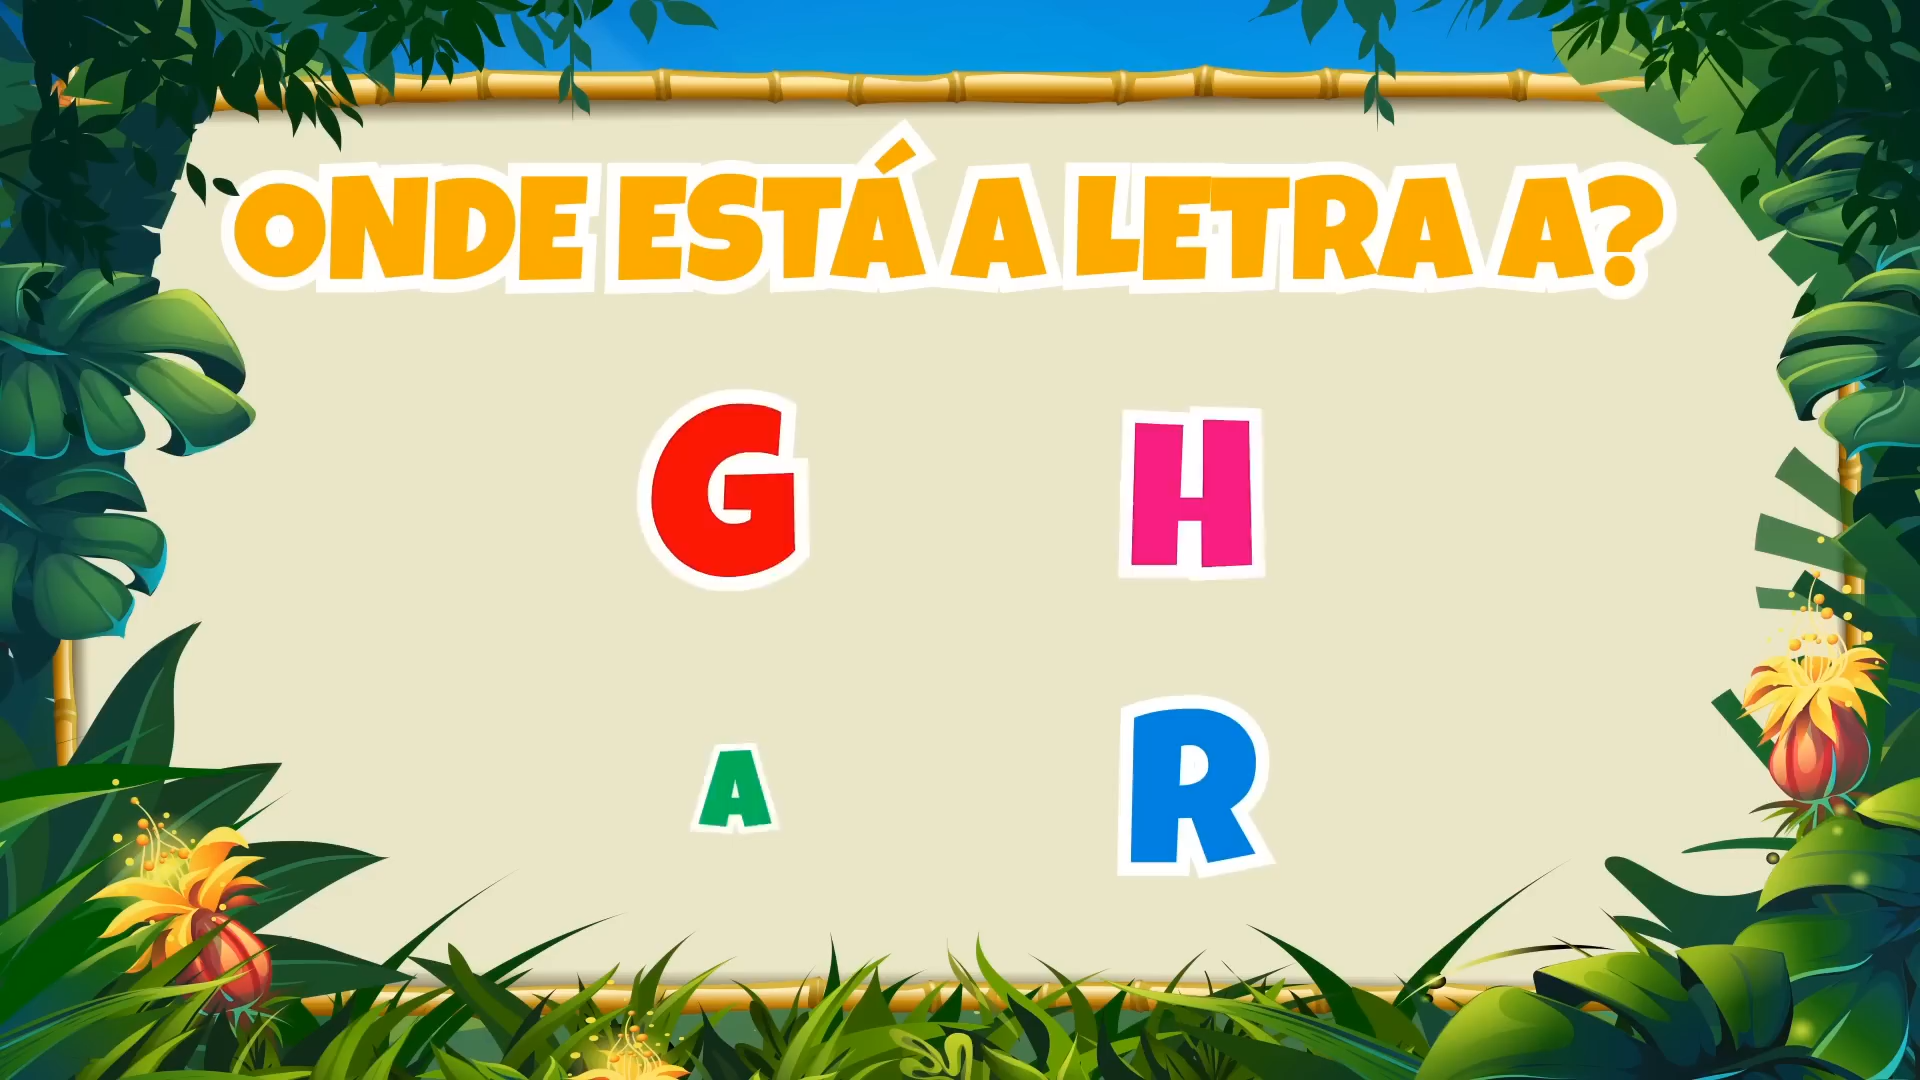 ONDE ESTÁ A LETRA A?
G H
A R